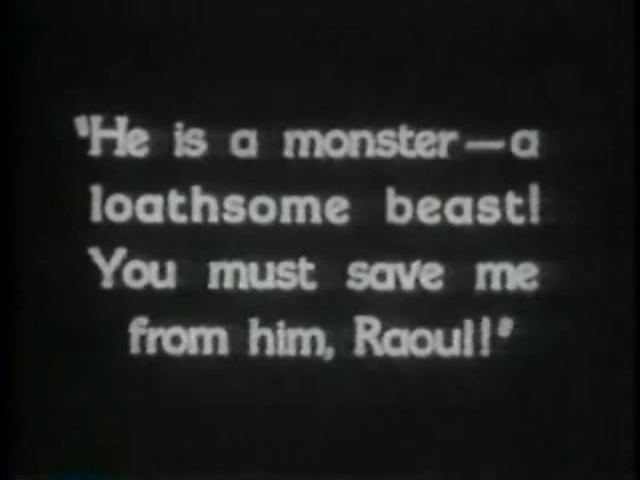 "He is a monster—a
loathsome beast!
You must save me
from him, Raoul!"